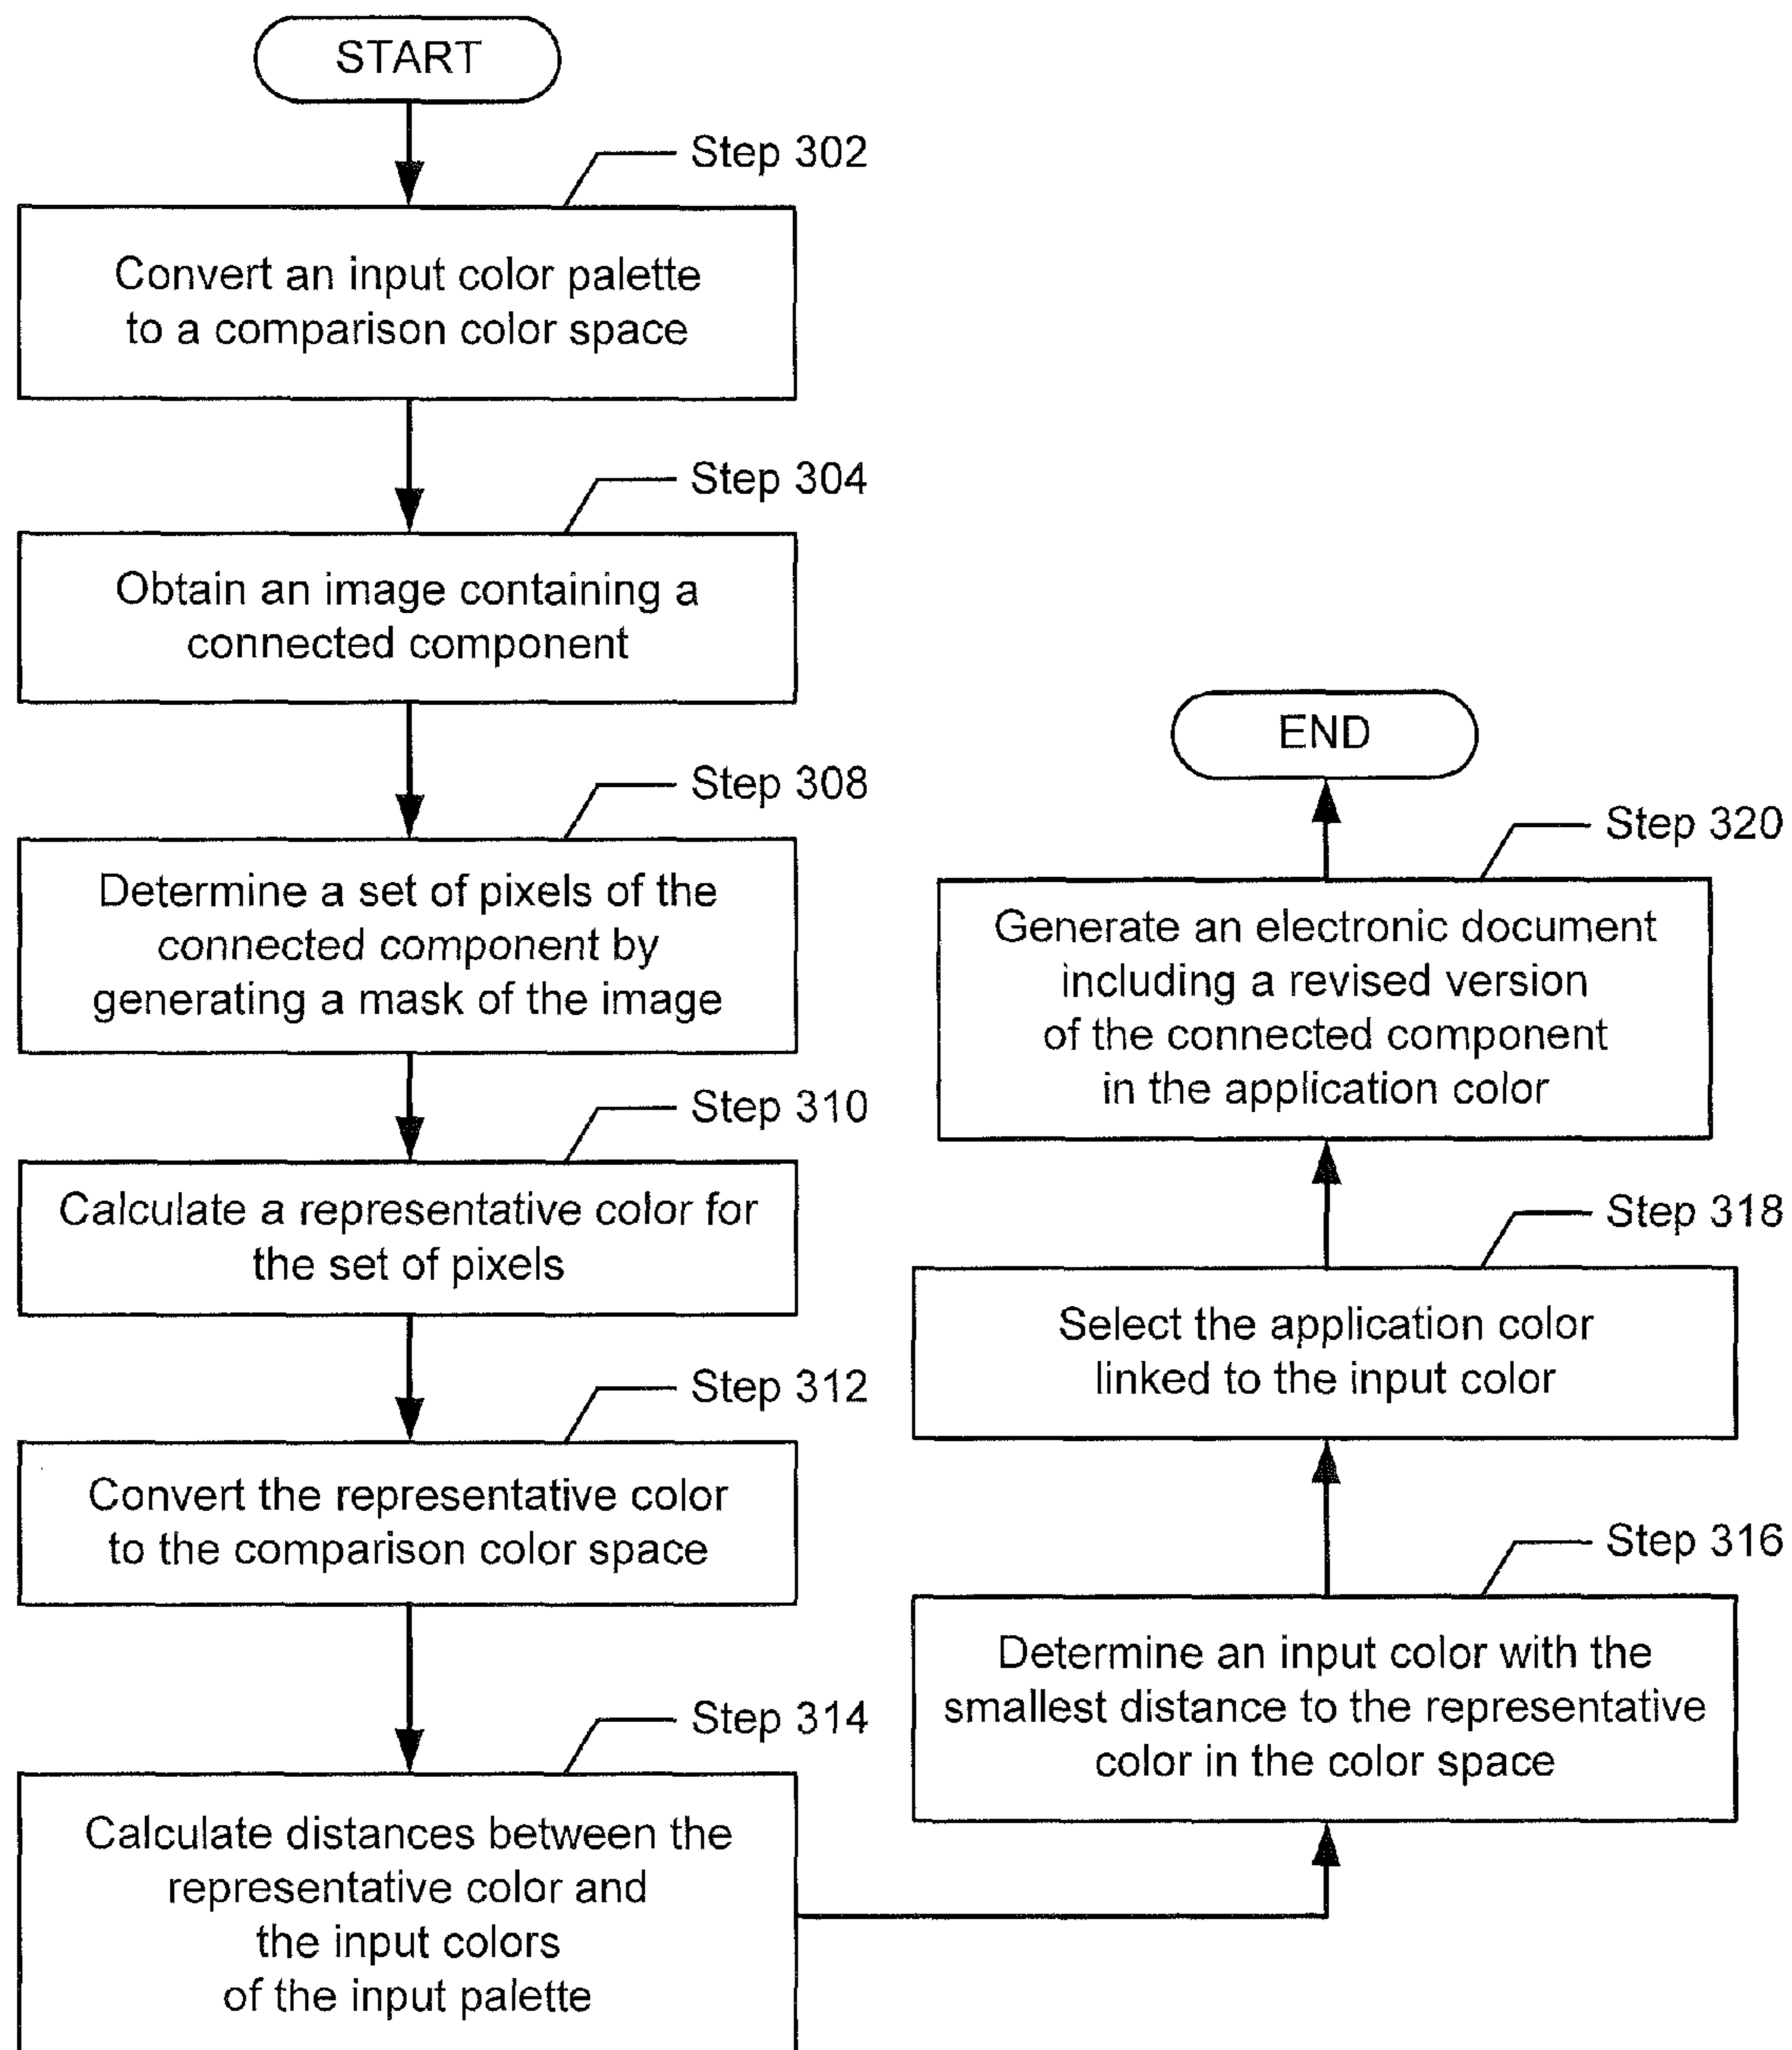 START
Step 302
Convert an input color palette
to a comparison color space
Step 304
Obtain an image containing a
connected component
Step 308
Determine a set of pixels of the
connected component by
generating a mask of the image
Step 310
Calculate a representative color for
the set of pixels
Step 312
Convert the representative color
to the comparison color space
Step 314
Calculate distances between the
representative color and
the input colors
of the input palette
Step 316
Determine an input color with the
smallest distance to the representative
color in the color space
Step 318
Select the application color
linked to the input color
Step 320
Generate an electronic document
including a revised version
of the connected component
in the application color
END